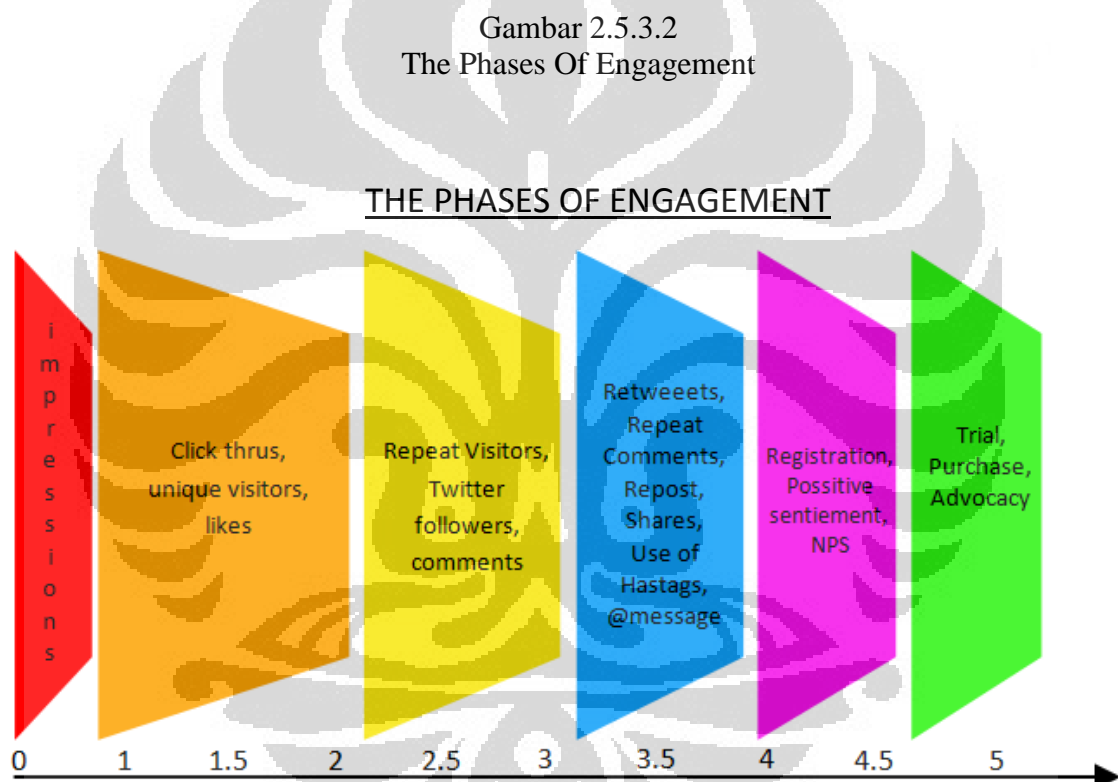 Gambar 2.5.3.2
The Phases Of Engagement
THE PHASES OF ENGAGEMENT
impressions
Click thrus,
unique visitors,
likes
Repeat Visitors,
Twitter
followers,
comments
Retweeets,
Repeat
Comments,
Repost,
Shares,
Use of
Hastags,
@message
Registration,
Possitive
sentiement,
NPS
Trial,
Purchase,
Advocacy
0 1 1.5 2 2.5 3 3.5 4 4.5 5